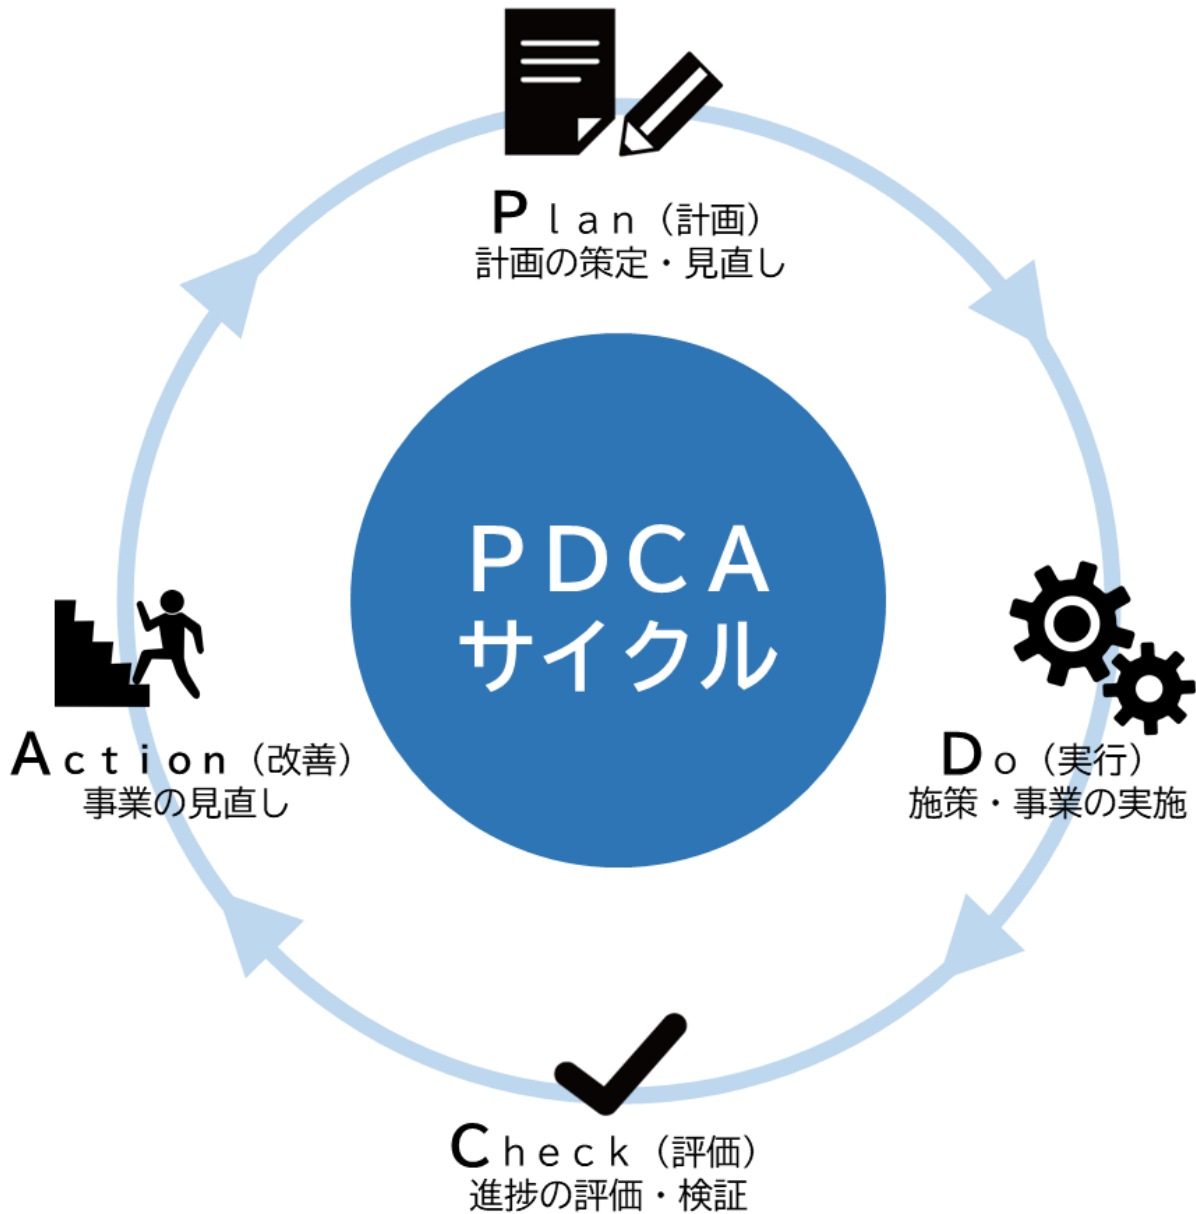 Plan（計画）
計画の策定・見直し
PDCA
サイクル
Action（改善）
事業の見直し
Do（実行）
施策・事業の実施
Check（評価）
進捗の評価・検証